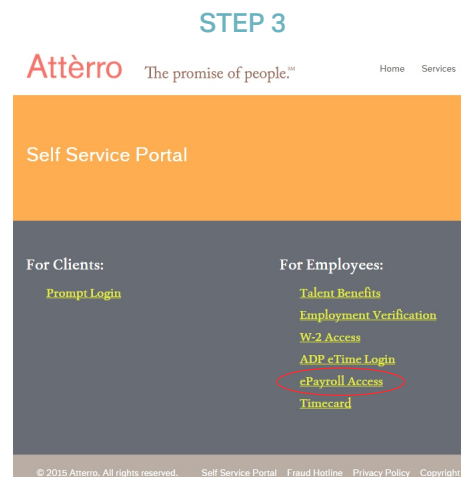 STEP 3
Attèrro The promise of people.℠ Home Services
Self Service Portal
For Clients:
Prompt Login
For Employees:
Talent Benefits
Employment Verification
W-2 Access
ADP eTime Login
ePayroll Access
Timecard
© 2015 Atterro. All rights reserved. Self Service Portal Fraud Hotline Privacy Policy Copyright